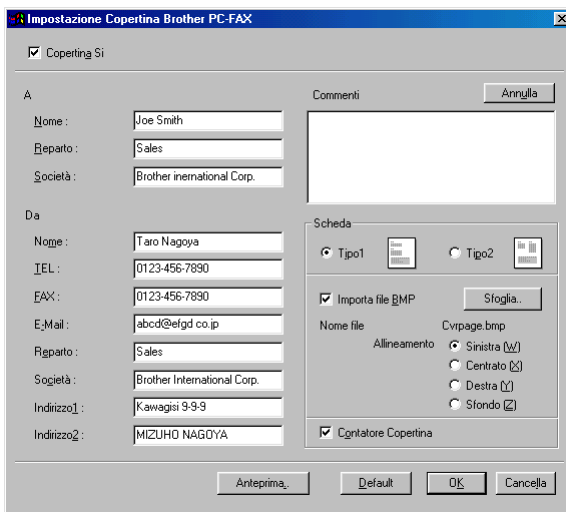 Impostazione Copertina Brother PC-FAX
Copertina Si
A
Nome : Joe Smith
Reparto : Sales
Società : Brother inernational Corp.
Da
Nome : Taro Nagoya
TEL : 0123-456-7890
FAX : 0123-456-7890
E-Mail : abcd@efgd co.jp
Reparto : Sales
Società : Brother International Corp.
Indirizzo1 : Kawagisi 9-9-9
Indirizzo2 : MIZUHO NAGOYA
Commenti Annulla
Scheda
Tipo1 Tipo2
Importa file BMP Sfoglia..
Nome file Cvrpage.bmp
Allineamento Sinistra (W)
Centrato (X)
Destra (Y)
Sfondo (Z)
Contatore Copertina
Anteprima.. Default OK Cancella